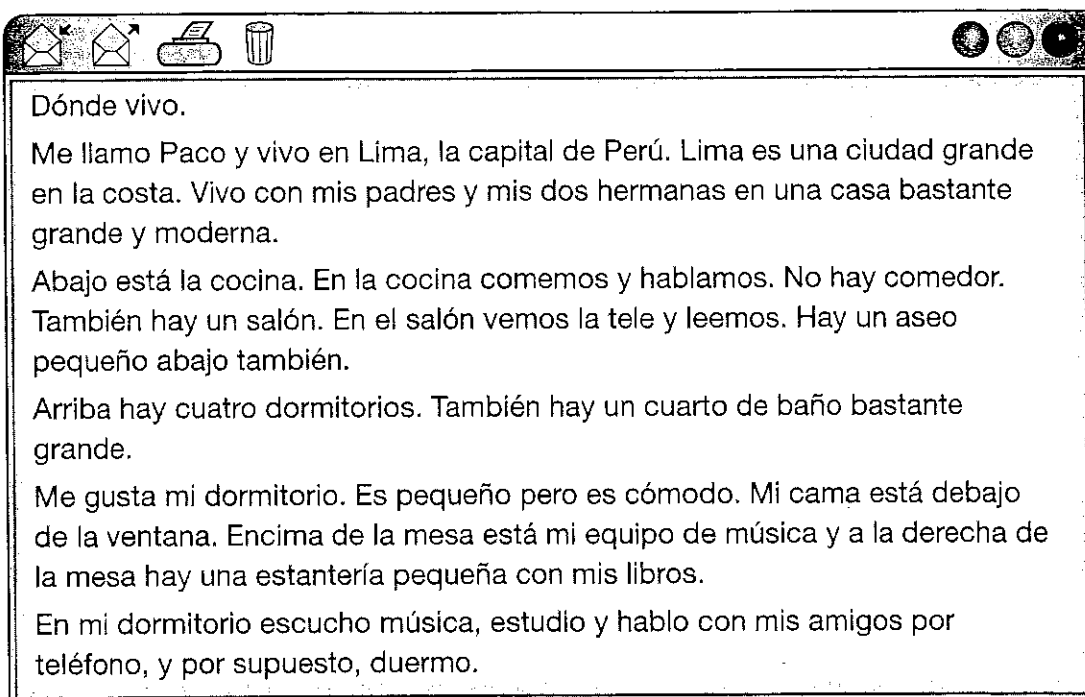 Dónde vivo.
Me llamo Paco y vivo en Lima, la capital de Perú. Lima es una ciudad grande
en la costa. Vivo con mis padres y mis dos hermanas en una casa bastante
grande y moderna.
Abajo está la cocina. En la cocina comemos y hablamos. No hay comedor.
También hay un salón. En el salón vemos la tele y leemos. Hay un aseo
pequeño abajo también.
Arriba hay cuatro dormitorios. También hay un cuarto de baño bastante
grande.
Me gusta mi dormitorio. Es pequeño pero es cómodo. Mi cama está debajo
de la ventana. Encima de la mesa está mi equipo de música y a la derecha de
la mesa hay una estantería pequeña con mis libros.
En mi dormitorio escucho música, estudio y hablo con mis amigos por
teléfono, y por supuesto, duermo.